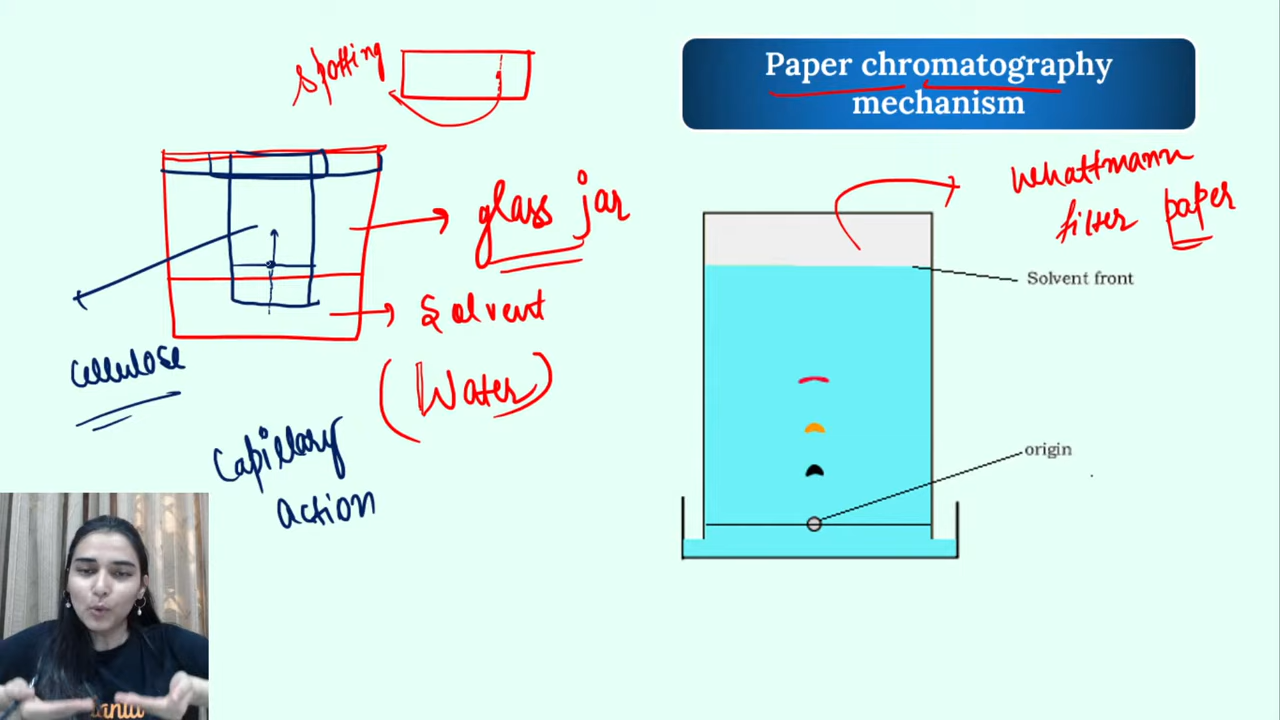 spotting
Paper chromatography
mechanism
Whattmann
filter paper
glass jar
Solvent front
Solvent
(Water)
cellulose
Capillary
action
origin